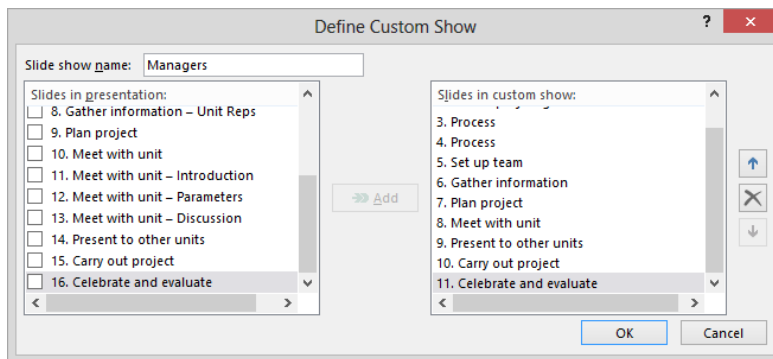 Define Custom Show
?
Slide show name: Managers
Slides in presentation:
8. Gather information – Unit Reps
9. Plan project
10. Meet with unit
11. Meet with unit – Introduction
12. Meet with unit – Parameters
13. Meet with unit – Discussion
14. Present to other units
15. Carry out project
16. Celebrate and evaluate
Add
Slides in custom show:
3. Process
4. Process
5. Set up team
6. Gather information
7. Plan project
8. Meet with unit
9. Present to other units
10. Carry out project
11. Celebrate and evaluate
OK
Cancel